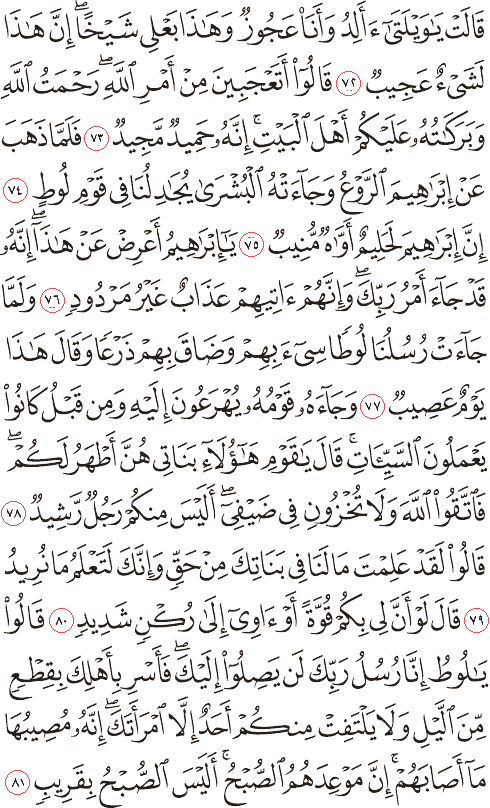 قَالَتْ يَٰوَيْلَتَىٰٓ ءَأَلِدُ وَأَنَا۠ عَجُوزٌ وَهَٰذَا بَعْلِى شَيْخًا ۖ إِنَّ هَٰذَا
لَشَىْءٌ عَجِيبٌ ٧٢ قَالُوٓا۟ أَتَعْجَبِينَ مِنْ أَمْرِ ٱللَّهِ ۖ رَحْمَتُ ٱللَّهِ
وَبَرَكَٰتُهُۥ عَلَيْكُمْ أَهْلَ ٱلْبَيْتِ ۚ إِنَّهُۥ حَمِيدٌ مَّجِيدٌ ٧٣ فَلَمَّا ذَهَبَ
عَنْ إِبْرَٰهِيمَ ٱلرَّوْعُ وَجَآءَتْهُ ٱلْبُشْرَىٰ يُجَٰدِلُنَا فِى قَوْمِ لُوطٍ ٧٤
إِنَّ إِبْرَٰهِيمَ لَحَلِيمٌ أَوَّٰهٌ مُّنِيبٌ ٧٥ يَٰٓإِبْرَٰهِيمُ أَعْرِضْ عَنْ هَٰذَآ ۖ إِنَّهُۥ
قَدْ جَآءَ أَمْرُ رَبِّكَ ۖ وَإِنَّهُمْ ءَاتِيهِمْ عَذَابٌ غَيْرُ مَرْدُودٍ ٧٦ وَلَمَّا
جَآءَتْ رُسُلُنَا لُوطًا سِىٓءَ بِهِمْ وَضَاقَ بِهِمْ ذَرْعًا وَقَالَ هَٰذَا
يَوْمٌ عَصِيبٌ ٧٧ وَجَآءَهُۥ قَوْمُهُۥ يُهْرَعُونَ إِلَيْهِ وَمِن قَبْلُ كَانُوا۟
يَعْمَلُونَ ٱلسَّيِّـَٔاتِ ۚ قَالَ يَٰقَوْمِ هَٰٓؤُلَآءِ بَنَاتِى هُنَّ أَطْهَرُ لَكُمْ ۖ
فَٱتَّقُوا۟ ٱللَّهَ وَلَا تُخْزُونِ فِى ضَيْفِىٓ ۖ أَلَيْسَ مِنكُمْ رَجُلٌ رَّشِيدٌ ٧٨
قَالُوا۟ لَقَدْ عَلِمْتَ مَا لَنَا فِى بَنَاتِكَ مِنْ حَقٍّ وَإِنَّكَ لَتَعْلَمُ مَا نُرِيدُ
٧٩ قَالَ لَوْ أَنَّ لِى بِكُمْ قُوَّةً أَوْ ءَاوِىٓ إِلَىٰ رُكْنٍ شَدِيدٍ ٨٠ قَالُوا۟
يَٰلُوطُ إِنَّا رُسُلُ رَبِّكَ لَن يَصِلُوٓا۟ إِلَيْكَ ۖ فَأَسْرِ بِأَهْلِكَ بِقِطْعٍ
مِّنَ ٱلَّيْلِ وَلَا يَلْتَفِتْ مِنكُمْ أَحَدٌ إِلَّا ٱمْرَأَتَكَ ۖ إِنَّهُۥ مُصِيبُهَا
مَآ أَصَابَهُمْ ۚ إِنَّ مَوْعِدَهُمُ ٱلصُّبْحُ ۚ أَلَيْسَ ٱلصُّبْحُ بِقَرِيبٍ ٨١